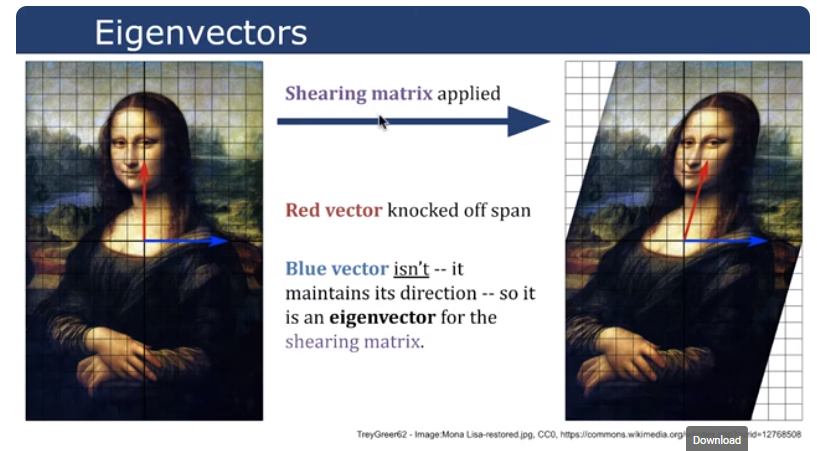 Eigenvectors
Shearing matrix applied
Red vector knocked off span
Blue vector isn't -- it
maintains its direction -- so it
is an eigenvector for the
shearing matrix.
TreyGreer62 - Image:Mona Lisa-restored.jpg, CC0, https://commons.wikimedia.org/
Download
rid=12768508